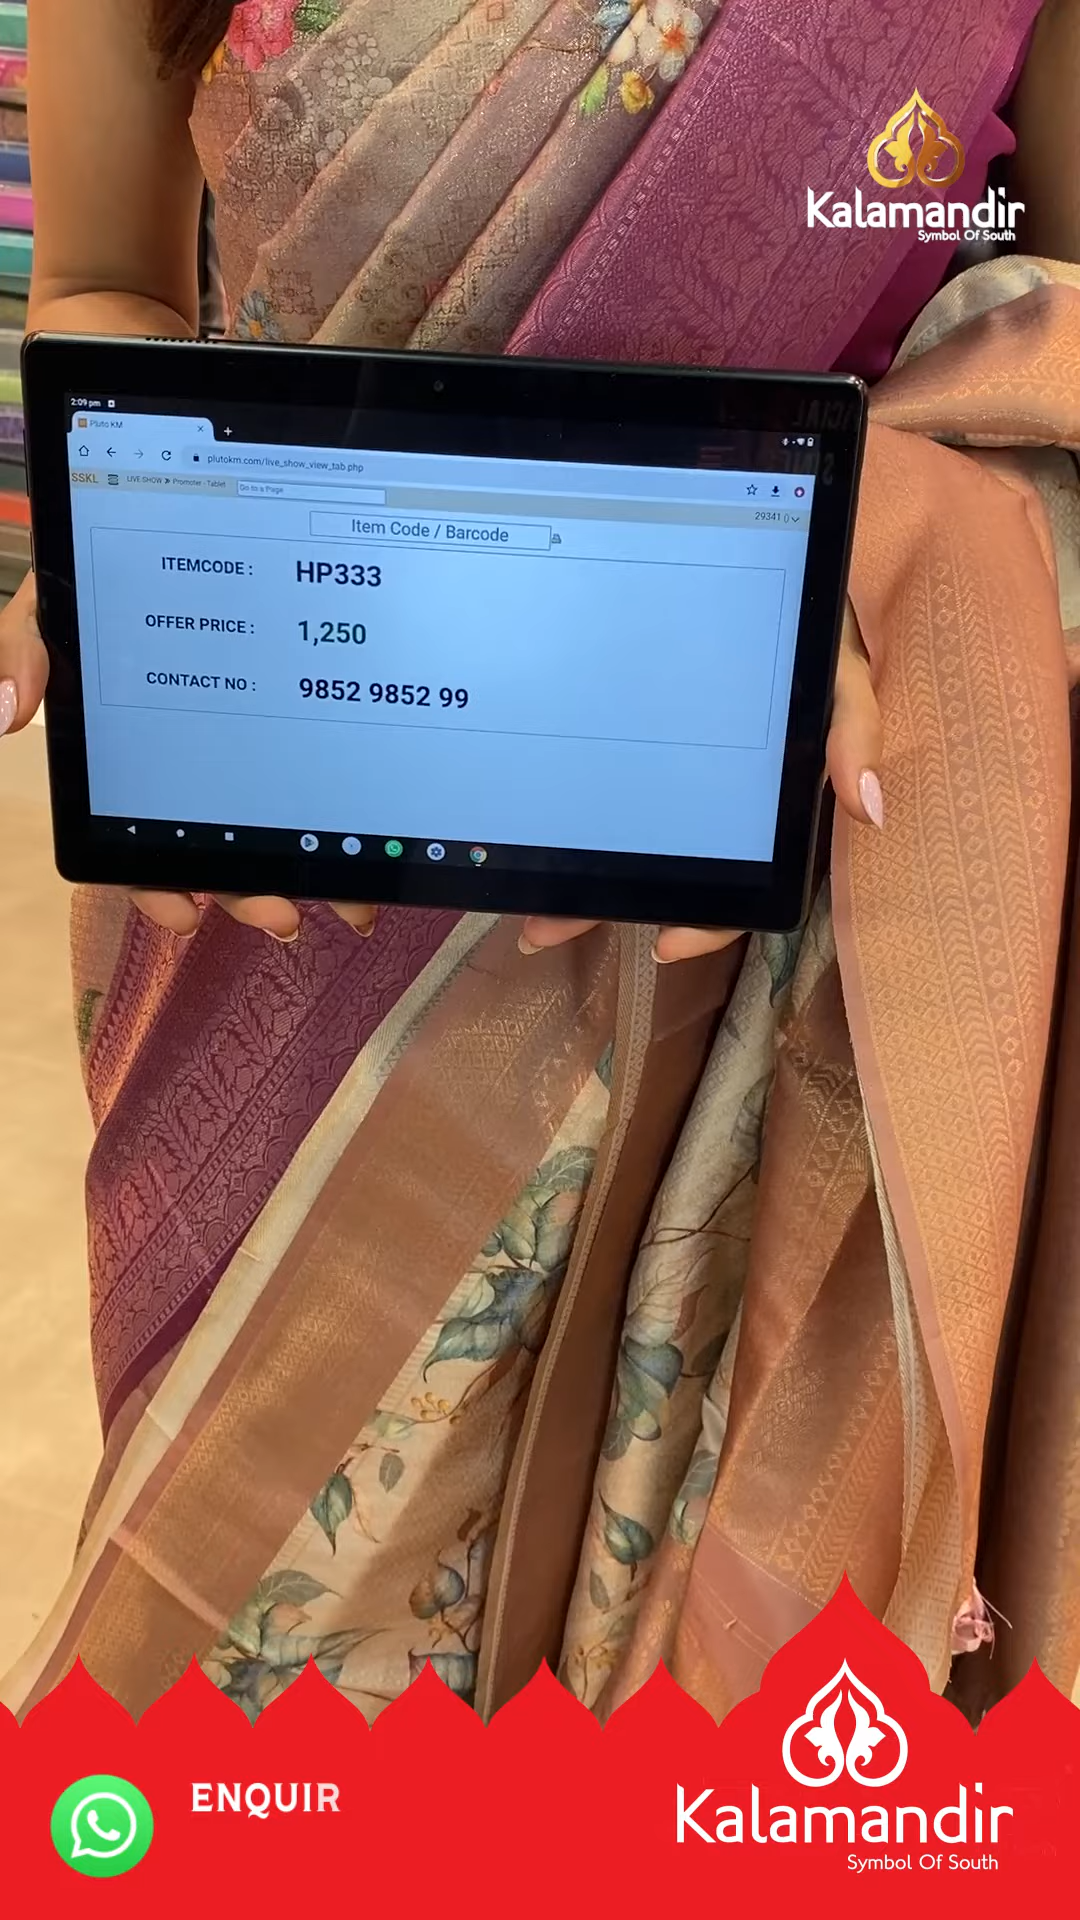 Kalamandir
Symbol Of South
2:09 pm
Pluto KM
plutokm.com/live_show_view_tab.php
SSKL
LIVE SHOW » Promoter - Tablet
Go to a Page
29341 ()
Item Code / Barcode
ITEMCODE : HP333
OFFER PRICE : 1,250
CONTACT NO : 9852 9852 99
ENQUIR
Kalamandir
Symbol Of South